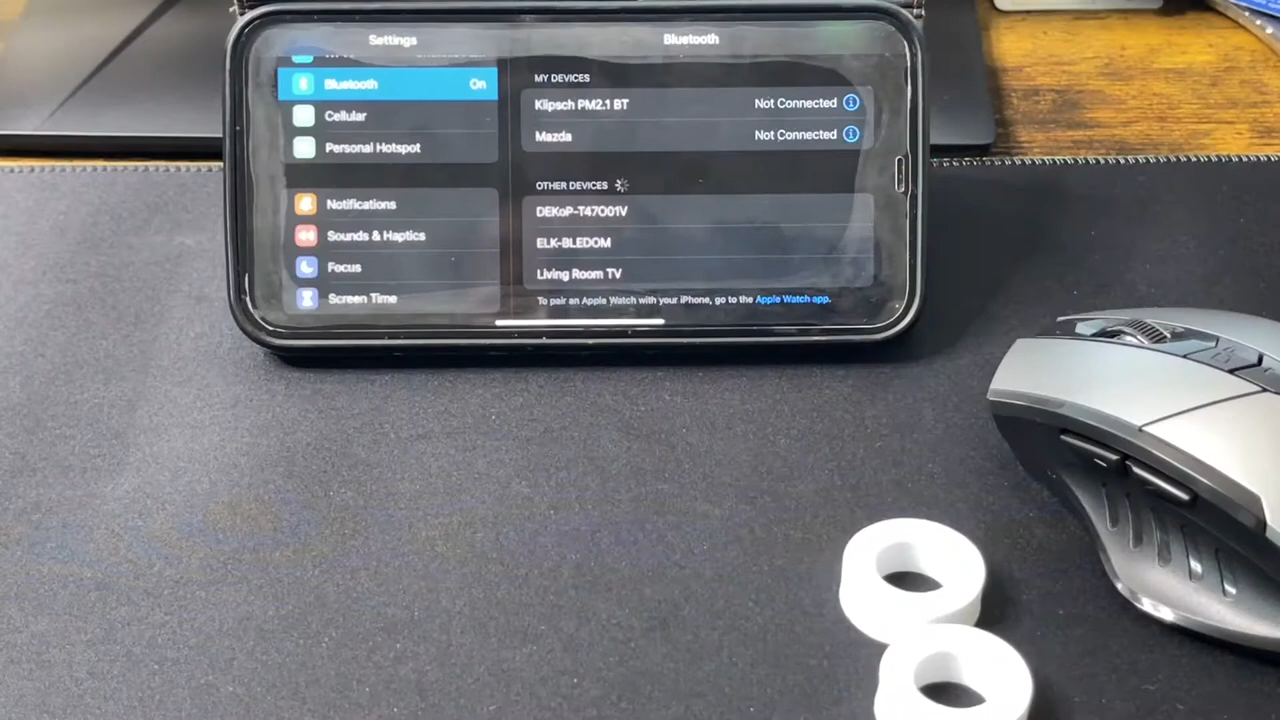 Settings
Bluetooth On
Cellular
Personal Hotspot
Notifications
Sounds & Haptics
Focus
Screen Time
Bluetooth
MY DEVICES
Klipsch PM2.1 BT Not Connected
Mazda Not Connected
OTHER DEVICES
DEKoP-T47O01V
ELK-BLEDOM
Living Room TV
To pair an Apple Watch with your iPhone, go to the Apple Watch app.